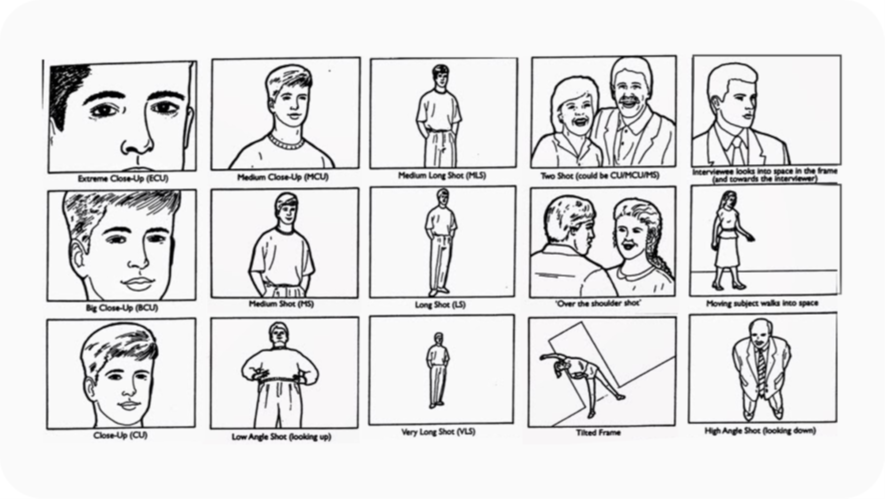 Extreme Close-Up (ECU)
Medium Close-Up (MCU)
Medium Long Shot (MLS)
Two Shot (could be CU/MCU/MS)
Interviewee looks into space in the frame
(and towards the interviewer)
Big Close-Up (BCU)
Medium Shot (MS)
Long Shot (LS)
'Over the shoulder shot'
Moving subject walks into space
Close-Up (CU)
Low Angle Shot (looking up)
Very Long Shot (VLS)
Tilted Frame
High Angle Shot (looking down)